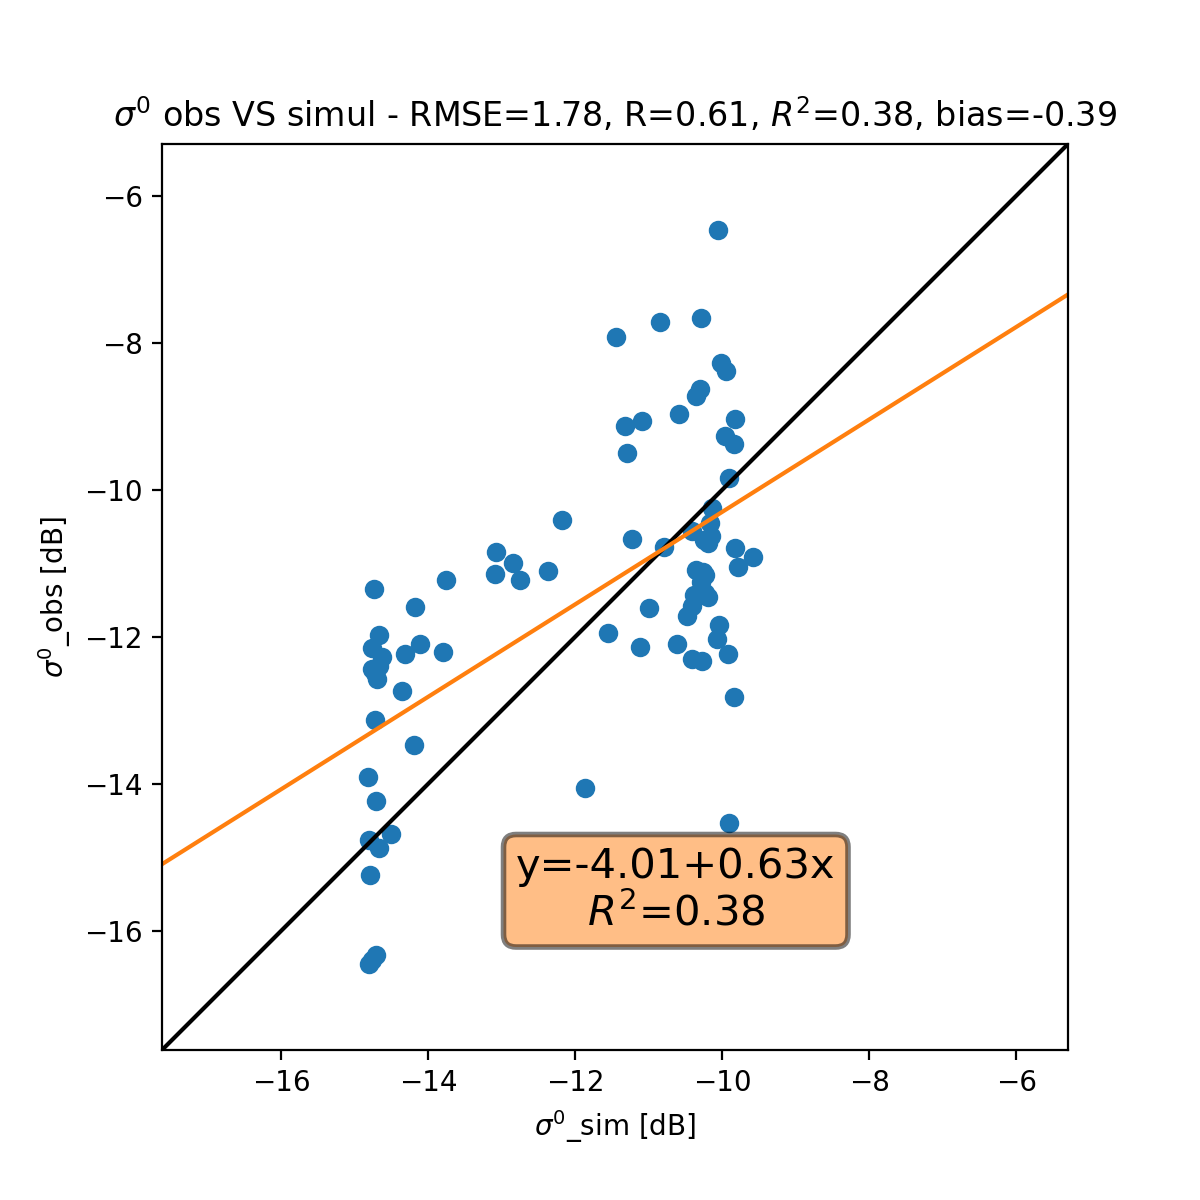 σ⁰ obs VS simul - RMSE=1.78, R=0.61, R²=0.38, bias=-0.39
−6
−8
−10
−12
−14
−16
σ⁰_obs [dB]
y=-4.01+0.63x
R²=0.38
−16 −14 −12 −10 −8 −6
σ⁰_sim [dB]